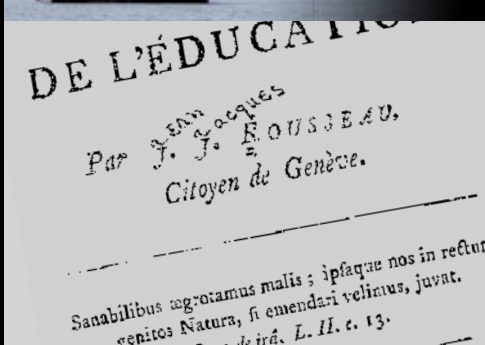 DE L'ÉDUCATIO
Jean Jacques
Par J. J. ROUSSEAU,
Citoyen de Genève.
Sanabilibus ægrotamus malis ; ipsaque nos in rectum
genitos Natura, si emendari velimus, juvat.
de irâ. L. II. c. 13.